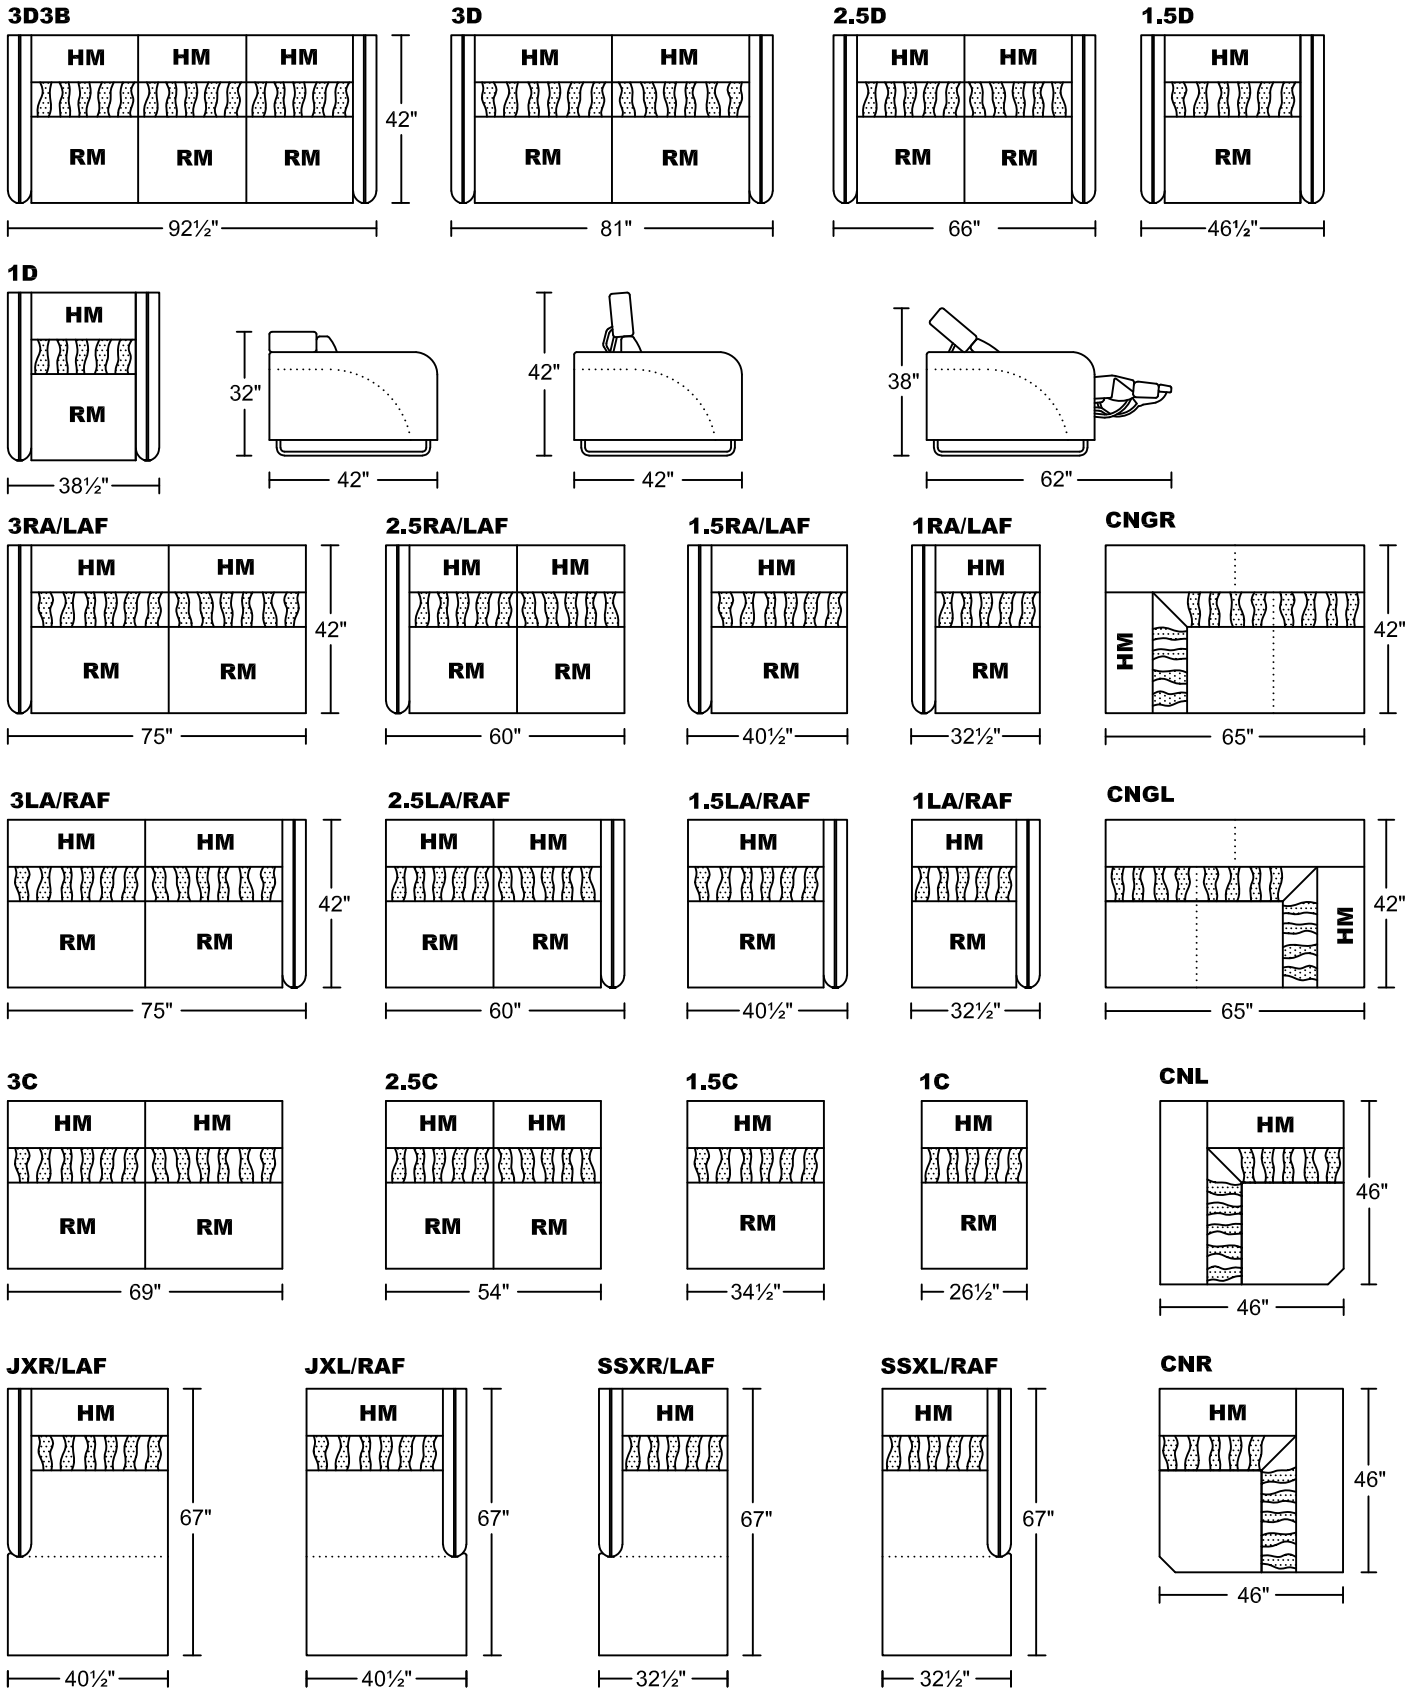 3D3B 3D 2.5D 1.5D
HM HM HM HM HM HM HM HM
42"
RM RM RM RM RM RM RM RM
92½" 81" 66" 46½"
1D
HM
32" 42" 38"
RM
38½" 42" 42" 62"
3RA/LAF 2.5RA/LAF 1.5RA/LAF 1RA/LAF CNGR
HM HM HM HM HM HM
42" 42"
RM RM RM RM RM RM HM
75" 60" 40½" 32½" 65"
3LA/RAF 2.5LA/RAF 1.5LA/RAF 1LA/RAF CNGL
HM HM HM HM HM HM
42" 42"
RM RM RM RM RM RM HM
75" 60" 40½" 32½" 65"
3C 2.5C 1.5C 1C CNL
HM HM HM HM HM HM HM
46"
RM RM RM RM RM RM
69" 54" 34½" 26½" 46"
JXR/LAF JXL/RAF SSXR/LAF SSXL/RAF CNR
HM HM HM HM HM
67" 67" 67" 67" 46"
40½" 40½" 32½" 32½" 46"